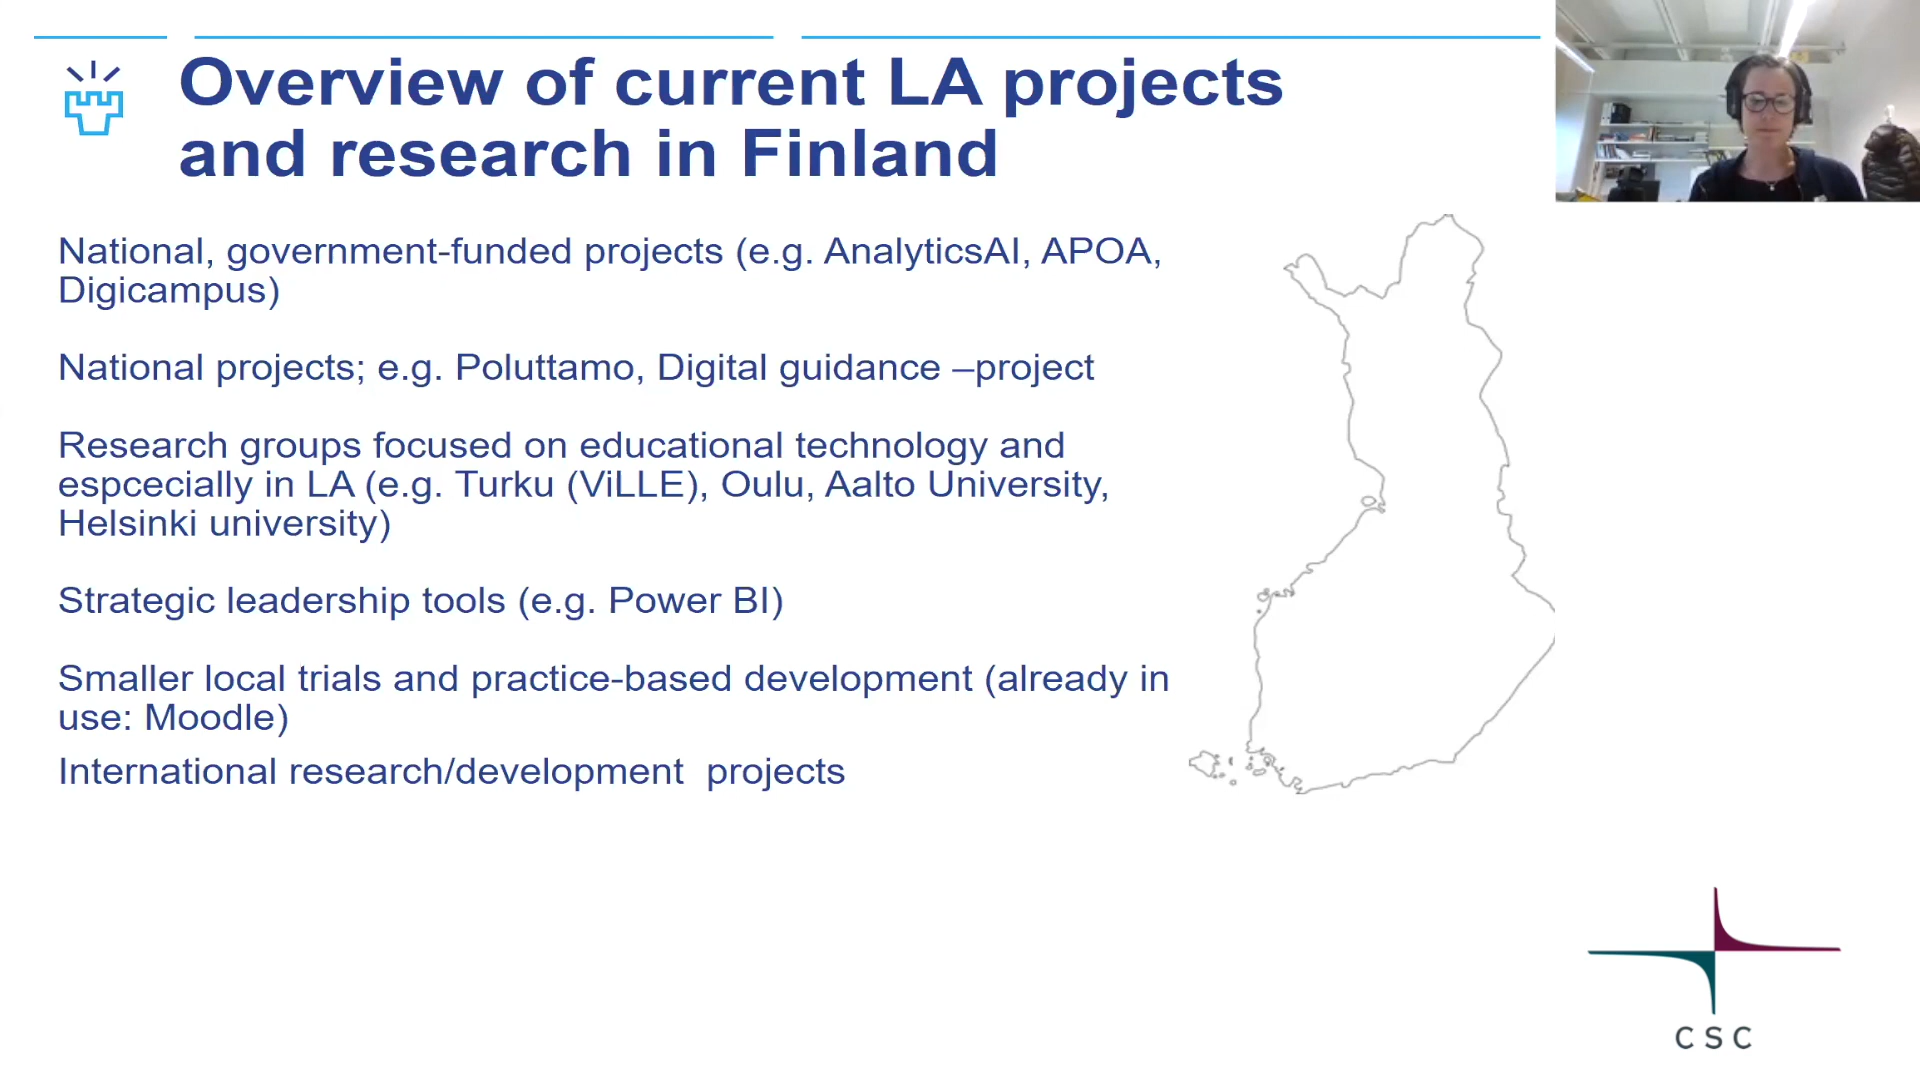 Overview of current LA projects
and research in Finland
National, government-funded projects (e.g. AnalyticsAI, APOA,
Digicampus)
National projects; e.g. Poluttamo, Digital guidance –project
Research groups focused on educational technology and
espcecially in LA (e.g. Turku (ViLLE), Oulu, Aalto University,
Helsinki university)
Strategic leadership tools (e.g. Power BI)
Smaller local trials and practice-based development (already in
use: Moodle)
International research/development  projects
CSC